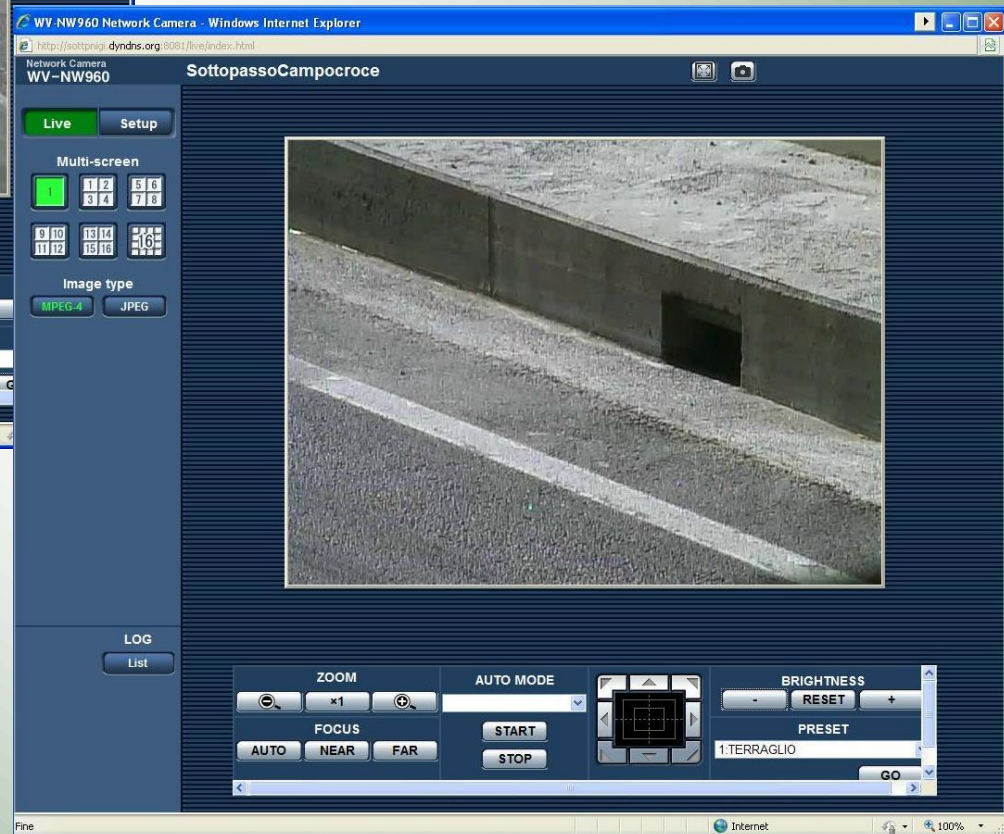 WV-NW960 Network Camera - Windows Internet Explorer
http://sottpnigi.dyndns.org:8081/live/index.html
Network Camera
WV-NW960
SottopassoCampocroce
Live Setup
Multi-screen
1
1 2
3 4
5 6
7 8
9 10
11 12
13 14
15 16
16
Image type
MPEG-4 JPEG
LOG
List
ZOOM
×1
FOCUS
AUTO NEAR FAR
AUTO MODE
START
STOP
BRIGHTNESS
- RESET +
PRESET
1:TERRAGLIO
GO
Fine
Internet
100%